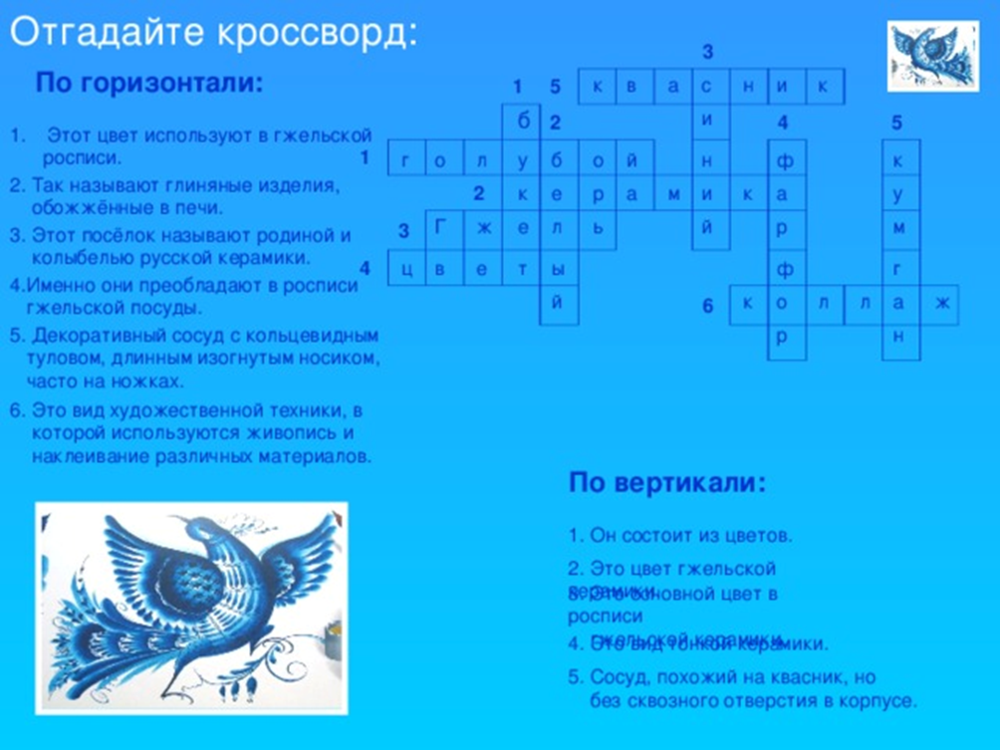 Отгадайте кроссворд:
По горизонтали:
1. Этот цвет используют в гжельской
росписи.
2. Так называют глиняные изделия,
обожжённые в печи.
3. Этот посёлок называют родиной и
колыбелью русской керамики.
4.Именно они преобладают в росписи
гжельской посуды.
5. Декоративный сосуд с кольцевидным
туловом, длинным изогнутым носиком,
часто на ножках.
6. Это вид художественной техники, в
которой используются живопись и
наклеивание различных материалов.
3
1 5 к в а с н и к
б 2 и 4 5
1 г о л у б о й н ф к
2 к е р а м и к а у
3 Г ж е л ь й р м
4 ц в е т ы ф г
й 6 к о л л а ж
р н
По вертикали:
1. Он состоит из цветов.
2. Это цвет гжельской
керамики.
3. Это основной цвет в
росписи
гжельской керамики.
4. Это вид тонкой керамики.
5. Сосуд, похожий на квасник, но
без сквозного отверстия в корпусе.